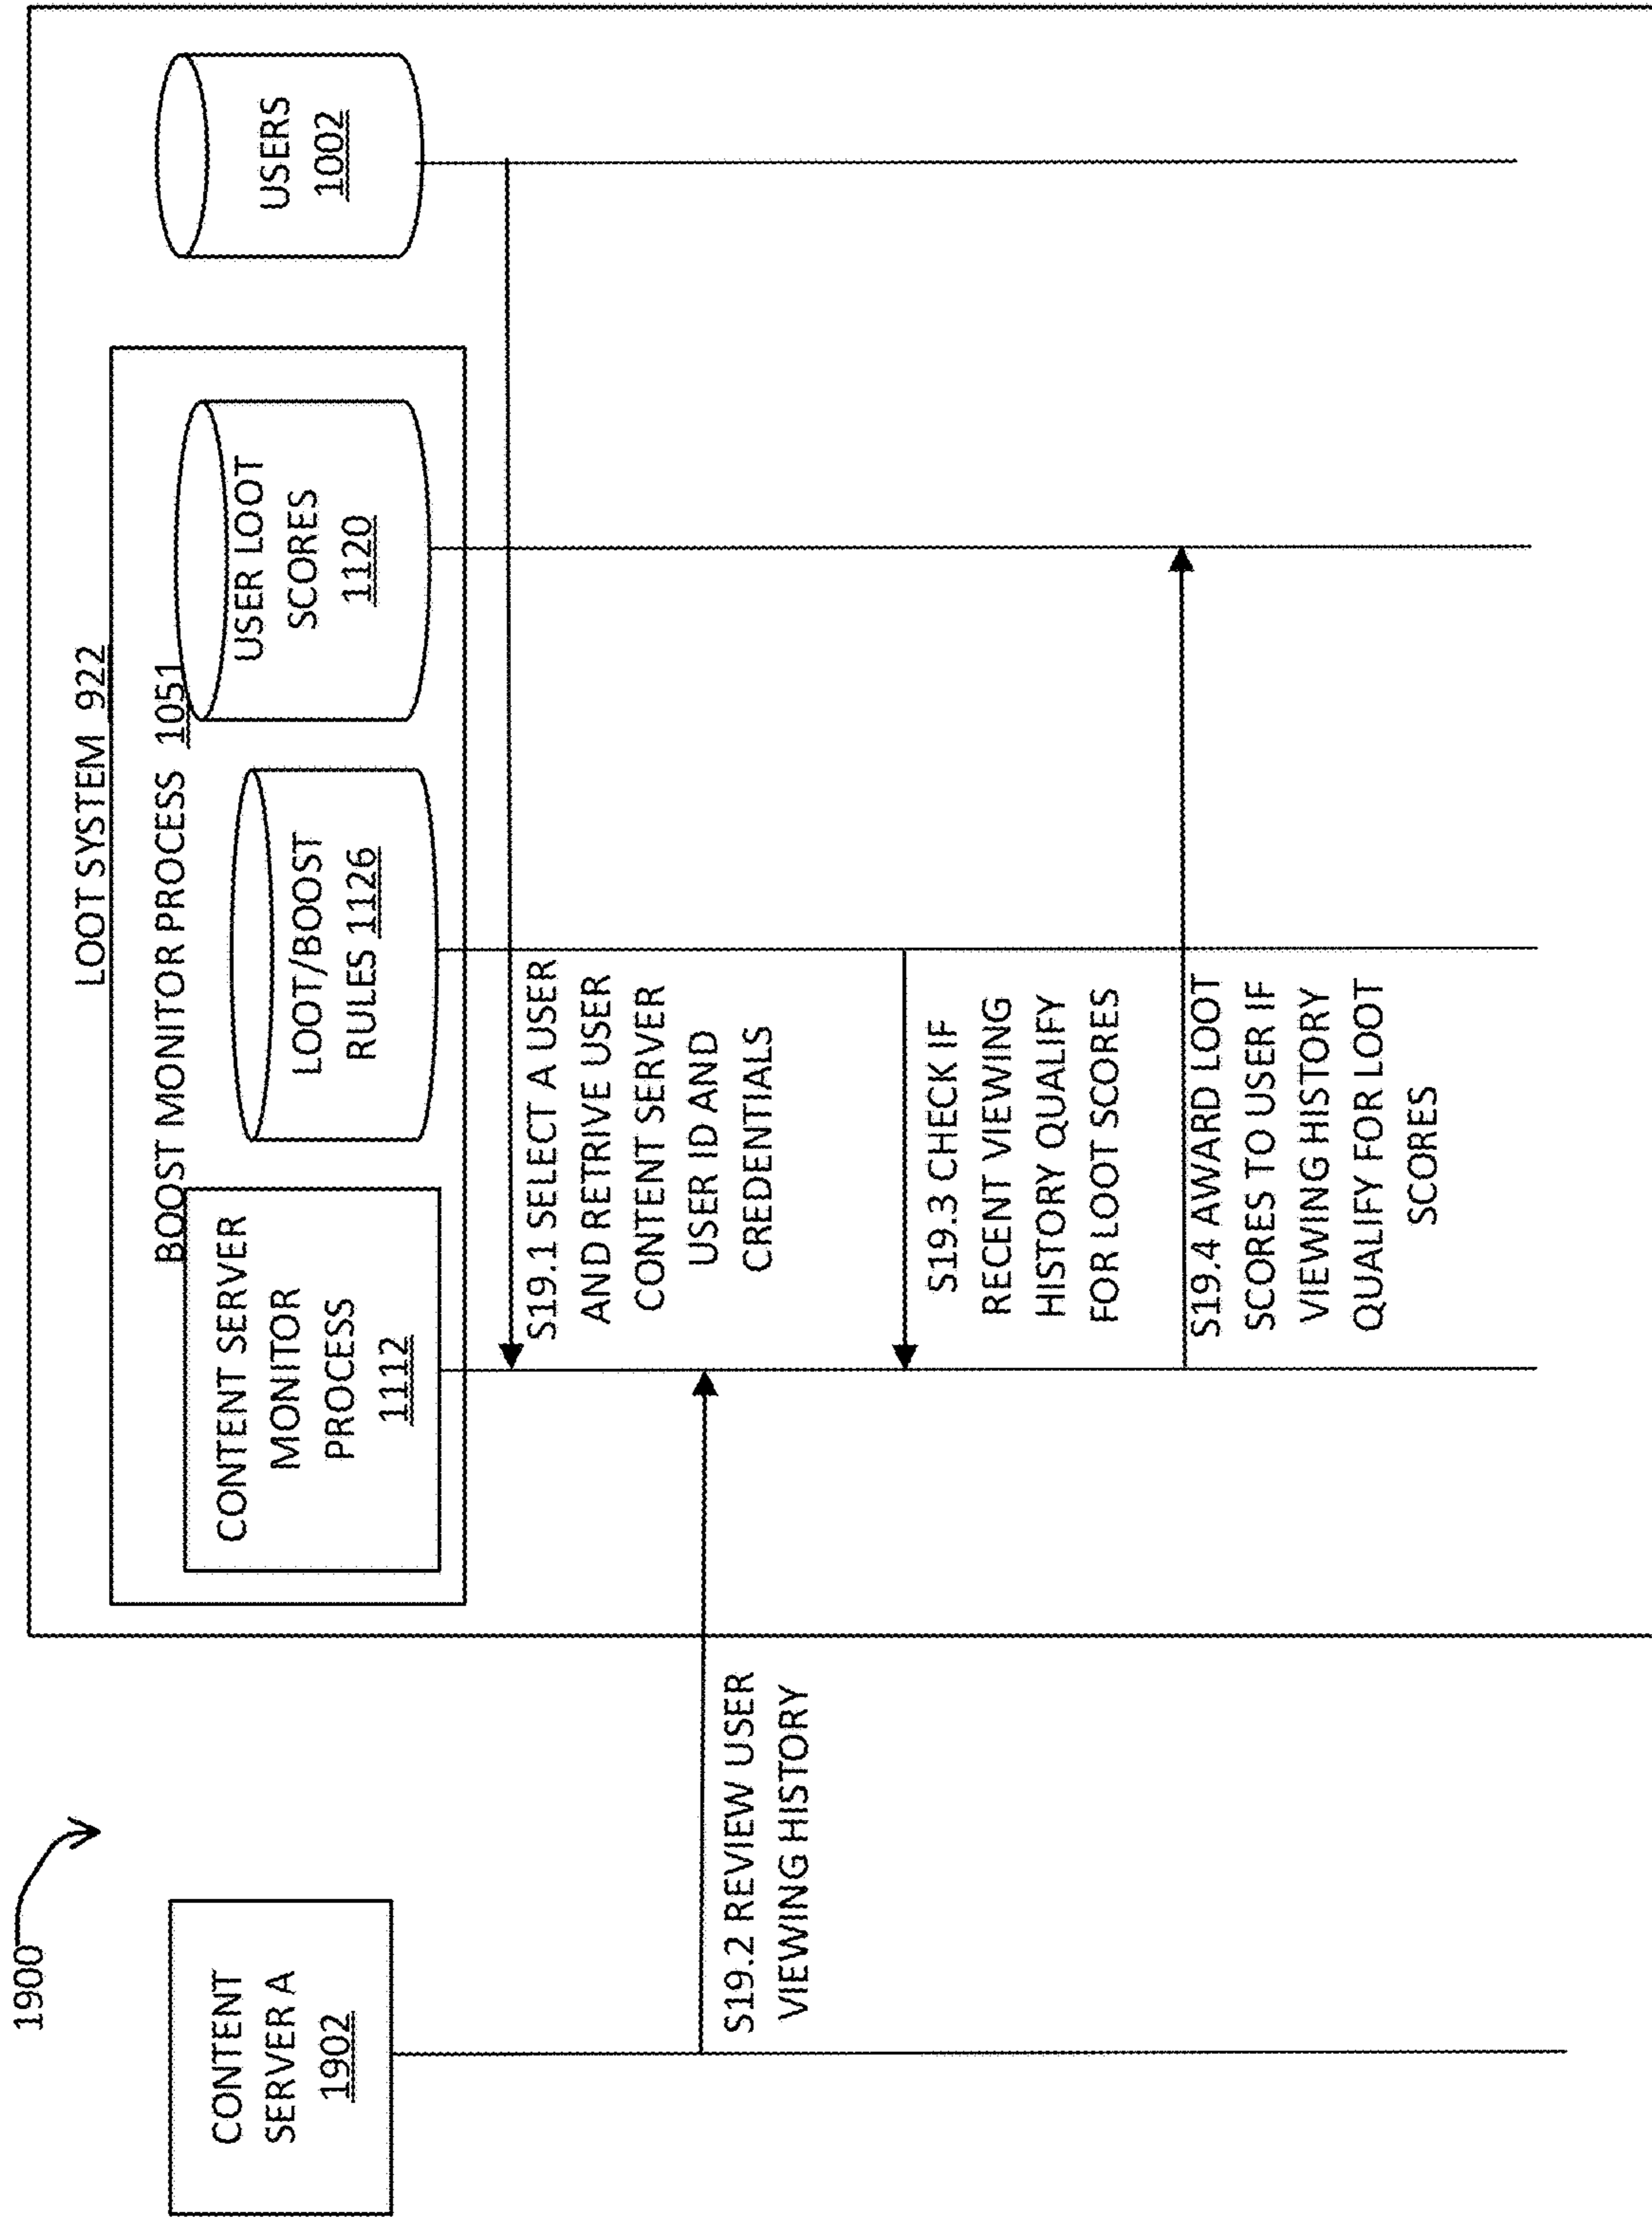 1900
CONTENT
SERVER A
1902
LOOT SYSTEM 922
BOOST MONITOR PROCESS 1051
CONTENT SERVER
MONITOR
PROCESS
1112
LOOT/BOOST
RULES 1126
USER LOOT
SCORES
1120
USERS
1002
S19.1 SELECT A USER
AND RETRIVE USER
CONTENT SERVER
USER ID AND
CREDENTIALS
S19.2 REVIEW USER
VIEWING HISTORY
S19.3 CHECK IF
RECENT VIEWING
HISTORY QUALIFY
FOR LOOT SCORES
S19.4 AWARD LOOT
SCORES TO USER IF
VIEWING HISTORY
QUALIFY FOR LOOT
SCORES